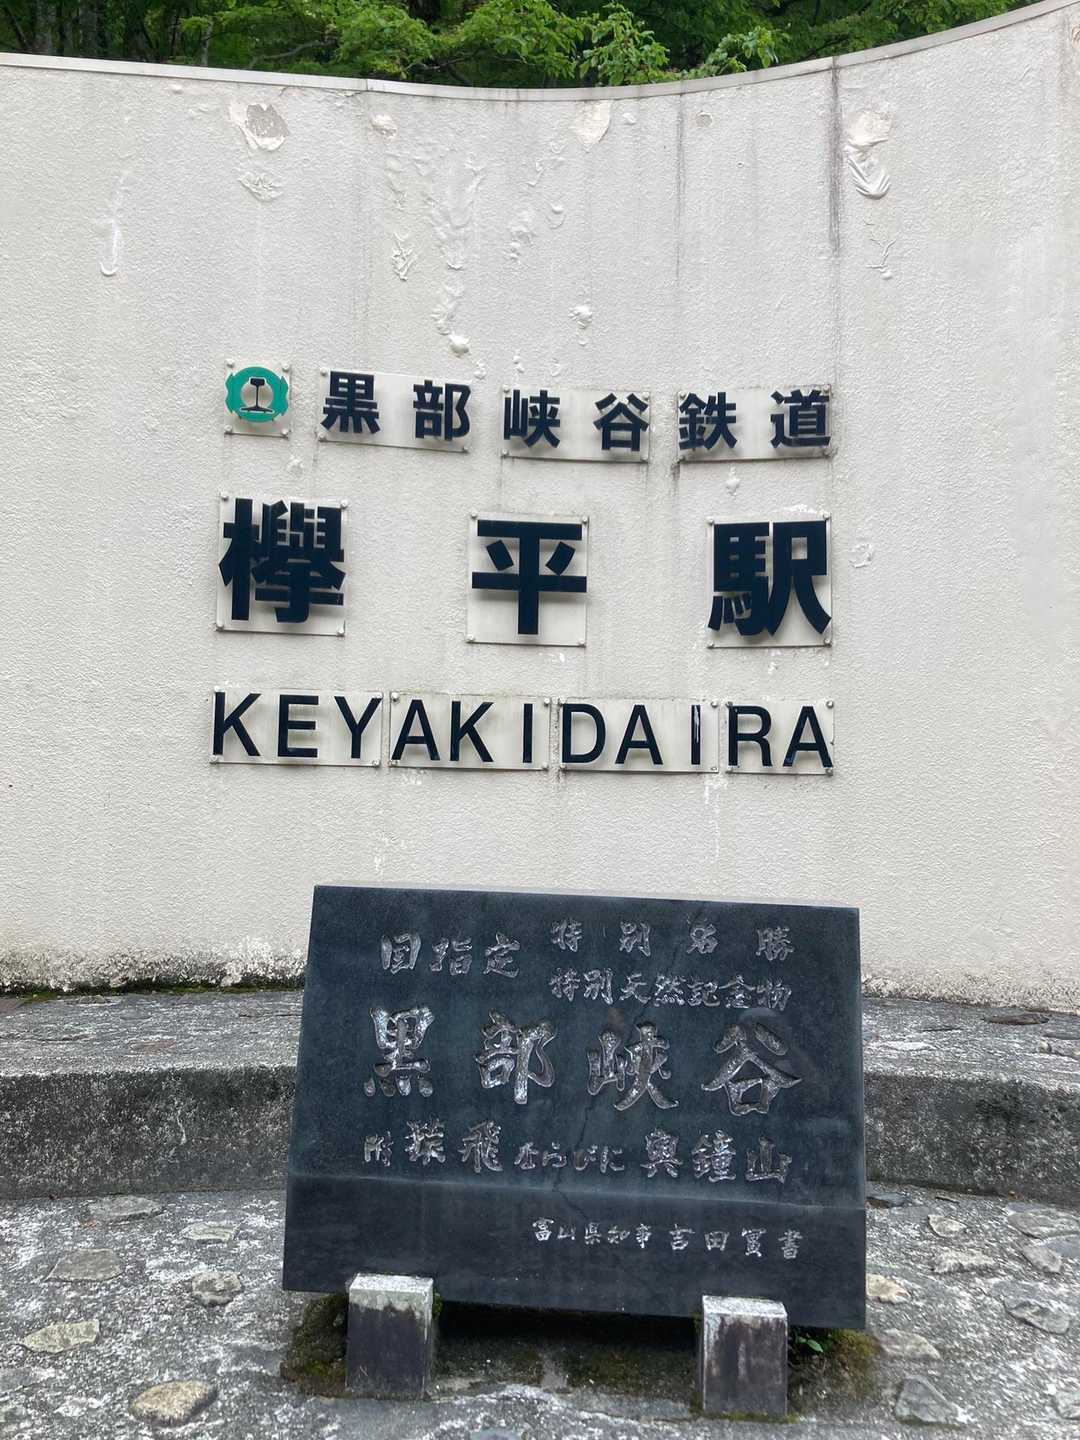 黒部峡谷鉄道
欅平駅
KEYAKIDAIRA
国指定 特別名勝
特別天然記念物
黒部峡谷
附 猿飛ならびに奥鐘山
富山県知事 吉田實書